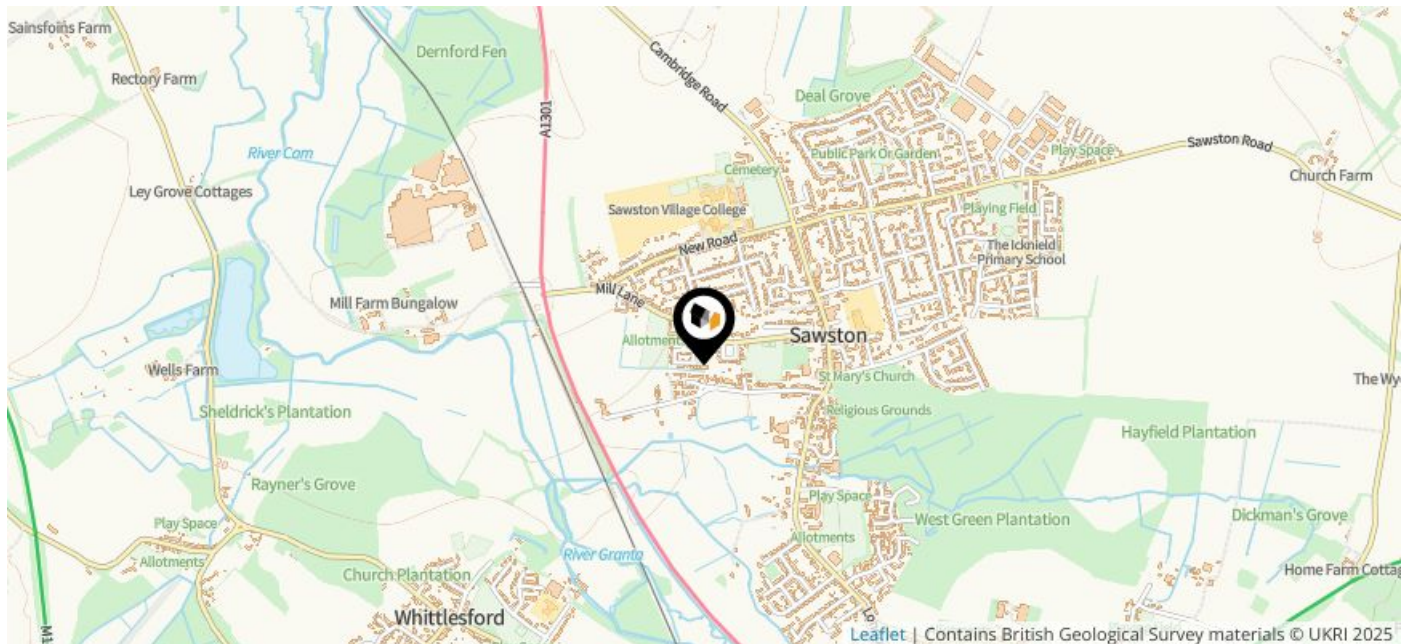 Sainsfoins Farm
Rectory Farm
Dernford Fen
Cambridge Road
A1301
Deal Grove
River Cam
Public Park Or Garden
Play Space
Sawston Road
Church Farm
Ley Grove Cottages
Cemetery
Sawston Village College
Playing Field
New Road
The Icknield
Primary School
Mill Lane
Mill Farm Bungalow
Allotments
Sawston
Wells Farm
St Mary's Church
The Wy
Sheldrick's Plantation
Religious Grounds
Hayfield Plantation
20
Rayner's Grove
Play Space
Play Space
West Green Plantation
Dickman's Grove
Allotments
Allotments
River Granta
Church Plantation
Home Farm Cottag
Whittlesford
M1
Lo
Leaflet | Contains British Geological Survey materials © UKRI 2025